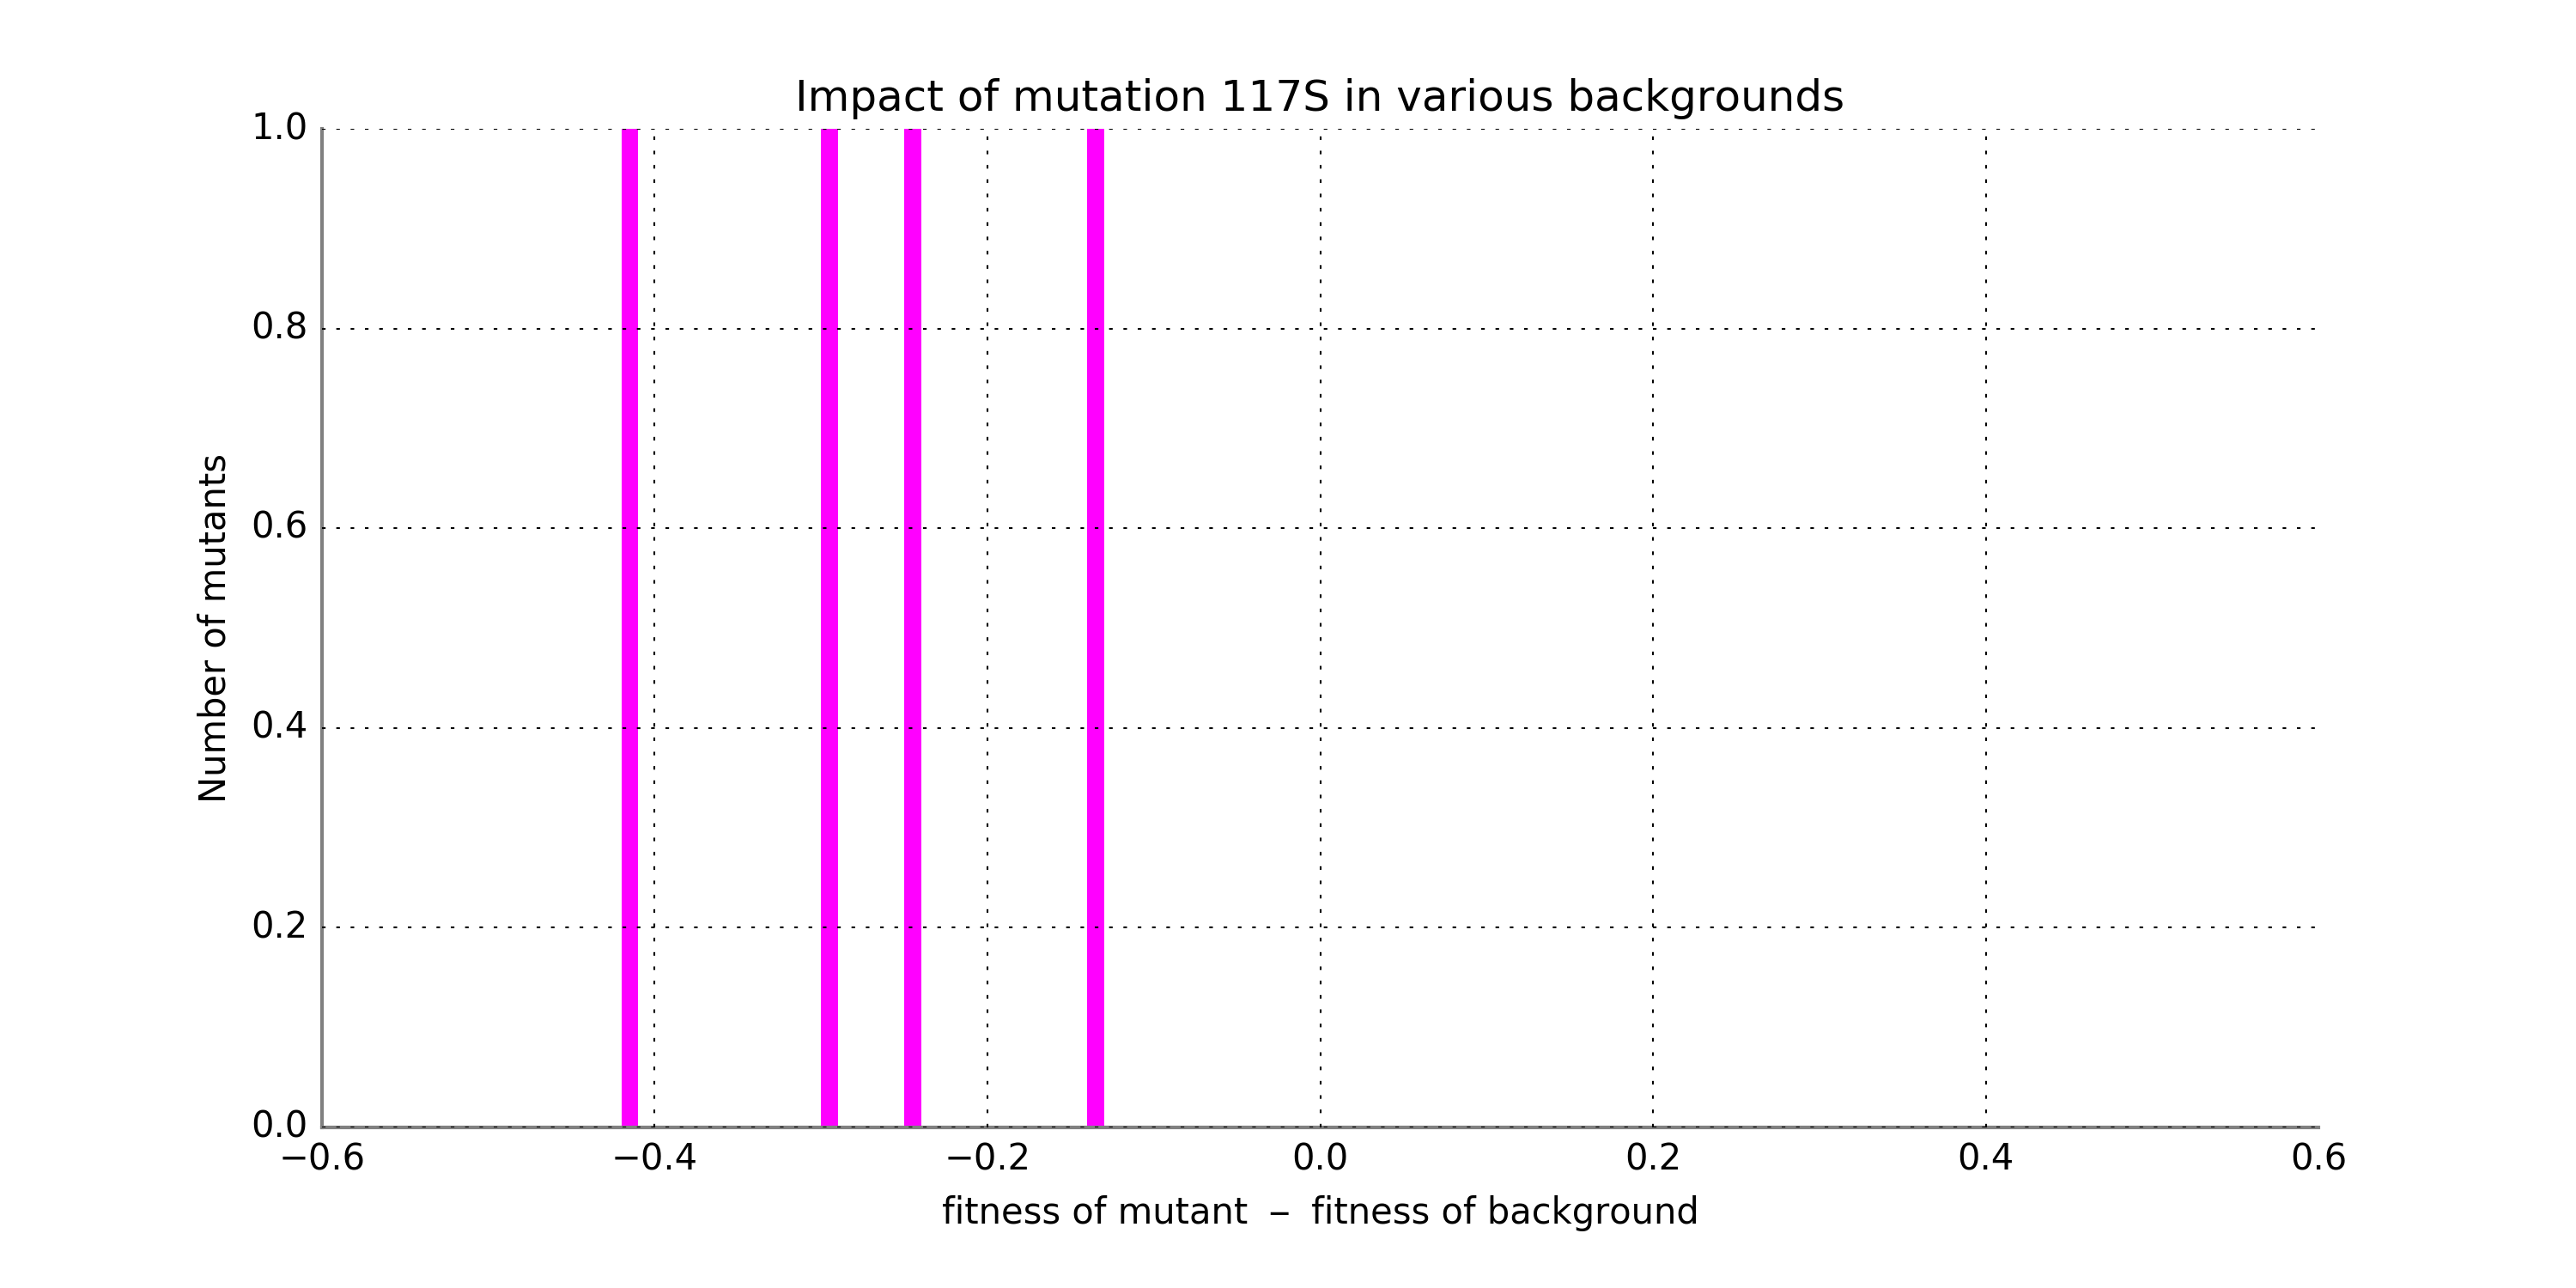 Impact of mutation 117S in various backgrounds
1.0
0.8
0.6
0.4
0.2
0.0
Number of mutants
−0.6 −0.4 −0.2 0.0 0.2 0.4 0.6
fitness of mutant − fitness of background